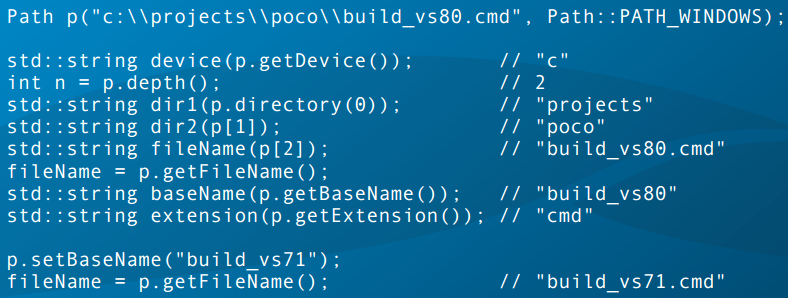 Path p("c:\\projects\\poco\\build_vs80.cmd", Path::PATH_WINDOWS);
std::string device(p.getDevice());       // "c"
int n = p.depth();                       // 2
std::string dir1(p.directory(0));        // "projects"
std::string dir2(p[1]);                  // "poco"
std::string fileName(p[2]);              // "build_vs80.cmd"
fileName = p.getFileName();
std::string baseName(p.getBaseName());   // "build_vs80"
std::string extension(p.getExtension()); // "cmd"
p.setBaseName("build_vs71");
fileName = p.getFileName();              // "build_vs71.cmd"